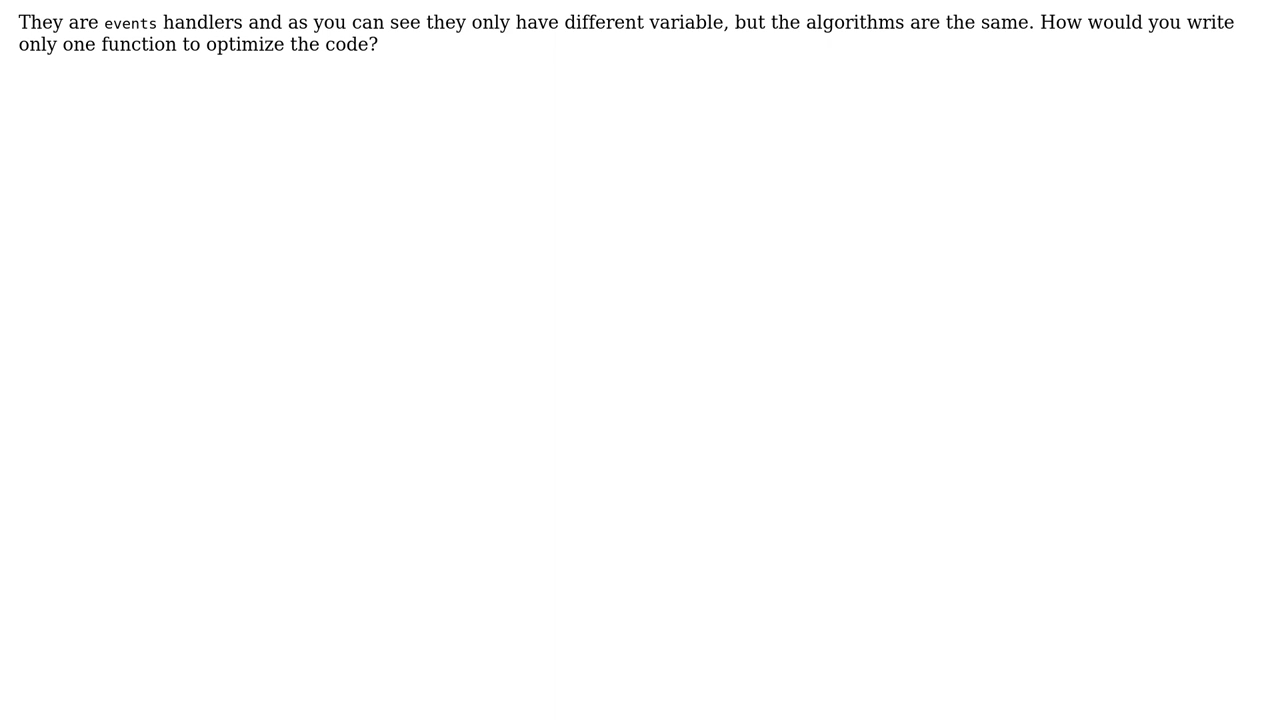 They are events handlers and as you can see they only have different variable, but the algorithms are the same. How would you write
only one function to optimize the code?